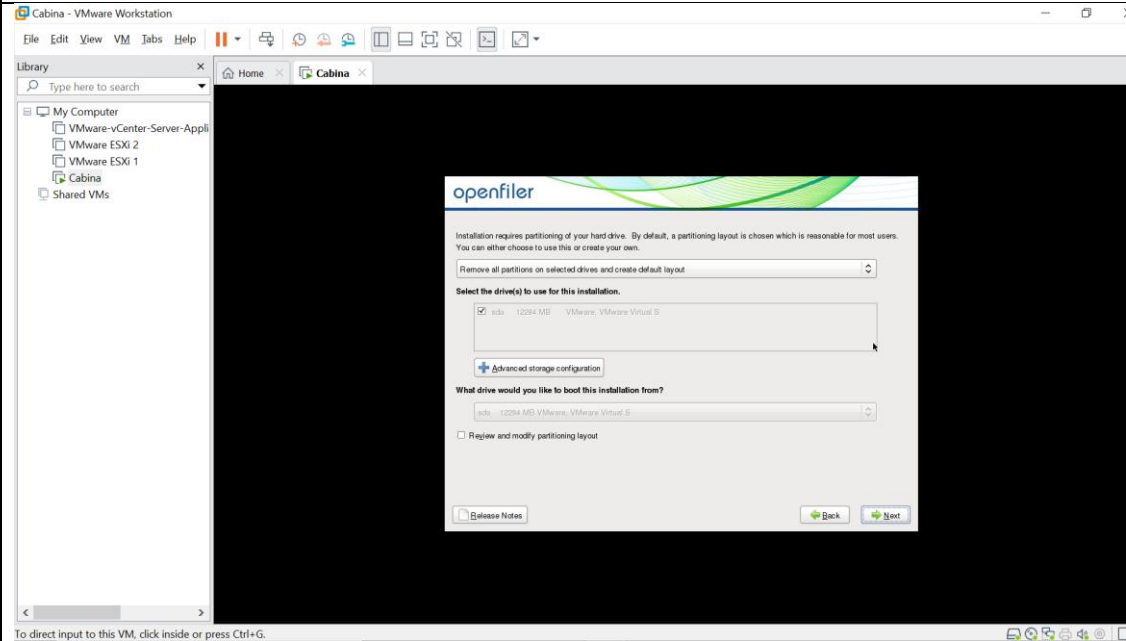 Cabina - VMware Workstation
File Edit View VM Tabs Help
Library
Type here to search
My Computer
VMware-vCenter-Server-Appli
VMware ESXi 2
VMware ESXi 1
Cabina
Shared VMs
Home
Cabina
openfiler
Installation requires partitioning of your hard drive. By default, a partitioning layout is chosen which is reasonable for most users.
You can either choose to use this or create your own.
Remove all partitions on selected drives and create default layout
Select the drive(s) to use for this installation.
sda 12284 MB VMware, VMware Virtual S
Advanced storage configuration
What drive would you like to boot this installation from?
sda 12284 MB VMware, VMware Virtual S
Review and modify partitioning layout
Release Notes
Back
Next
To direct input to this VM, click inside or press Ctrl+G.